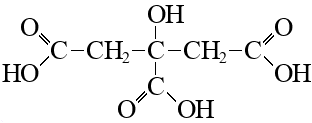 O OH O
C–CH₂–C–CH₂–C
HO C OH
O OH